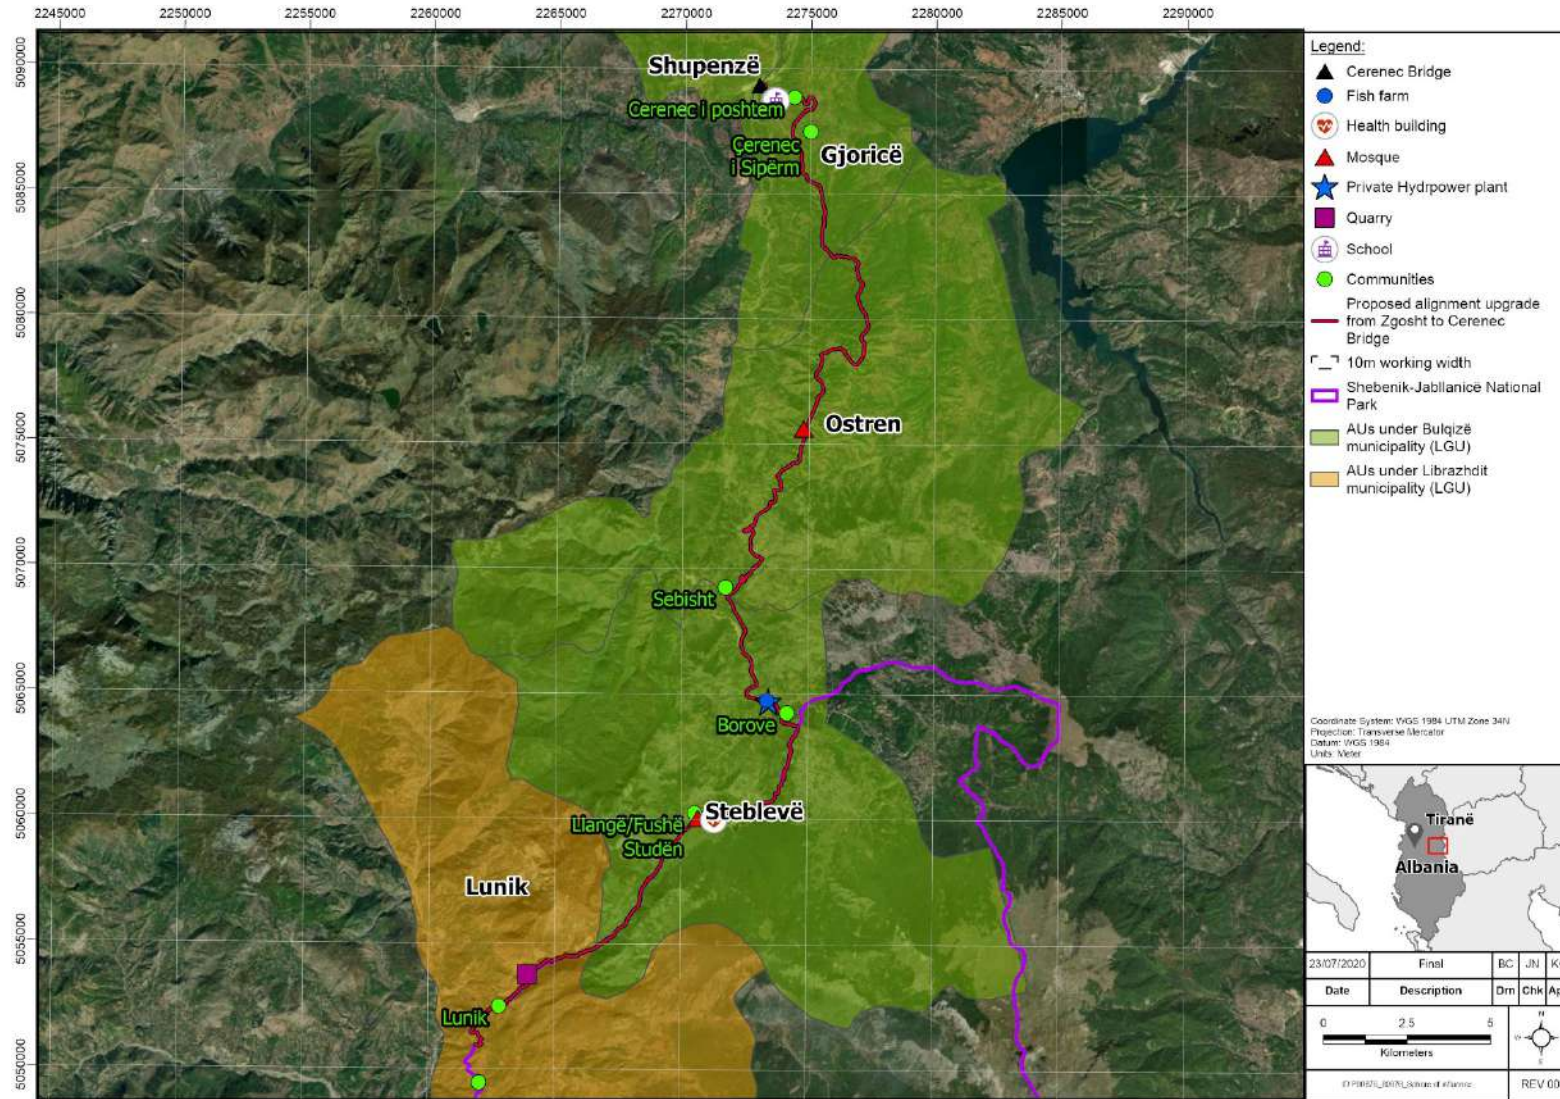 2245000 2250000 2255000 2260000 2265000 2270000 2275000 2280000 2285000 2290000
5090000
5085000
5080000
5075000
5070000
5065000
5060000
5055000
5050000
Shupenzë
Cerenec i poshtem
Çerenec
i Sipërm
Gjoricë
Ostren
Sebisht
Borove
Steblevë
Llangë/Fushë
Studën
Lunik
Lunik
Legend:
Cerenec Bridge
Fish farm
Health building
Mosque
Private Hydrpower plant
Quarry
School
Communities
Proposed alignment upgrade
from Zgosht to Cerenec
Bridge
10m working width
Shebenik-Jabllanicë National
Park
AUs under Bulqizë
municipality (LGU)
AUs under Librazhdit
municipality (LGU)
Coordinate System: WGS 1984 UTM Zone 34N
Projection: Transverse Mercator
Datum: WGS 1984
Units: Meter
Tiranë
Albania
23/07/2020 Final BC JN
Date Description Drn Chk
0 2.5 5
Kilometers
N
W
S
REV 00